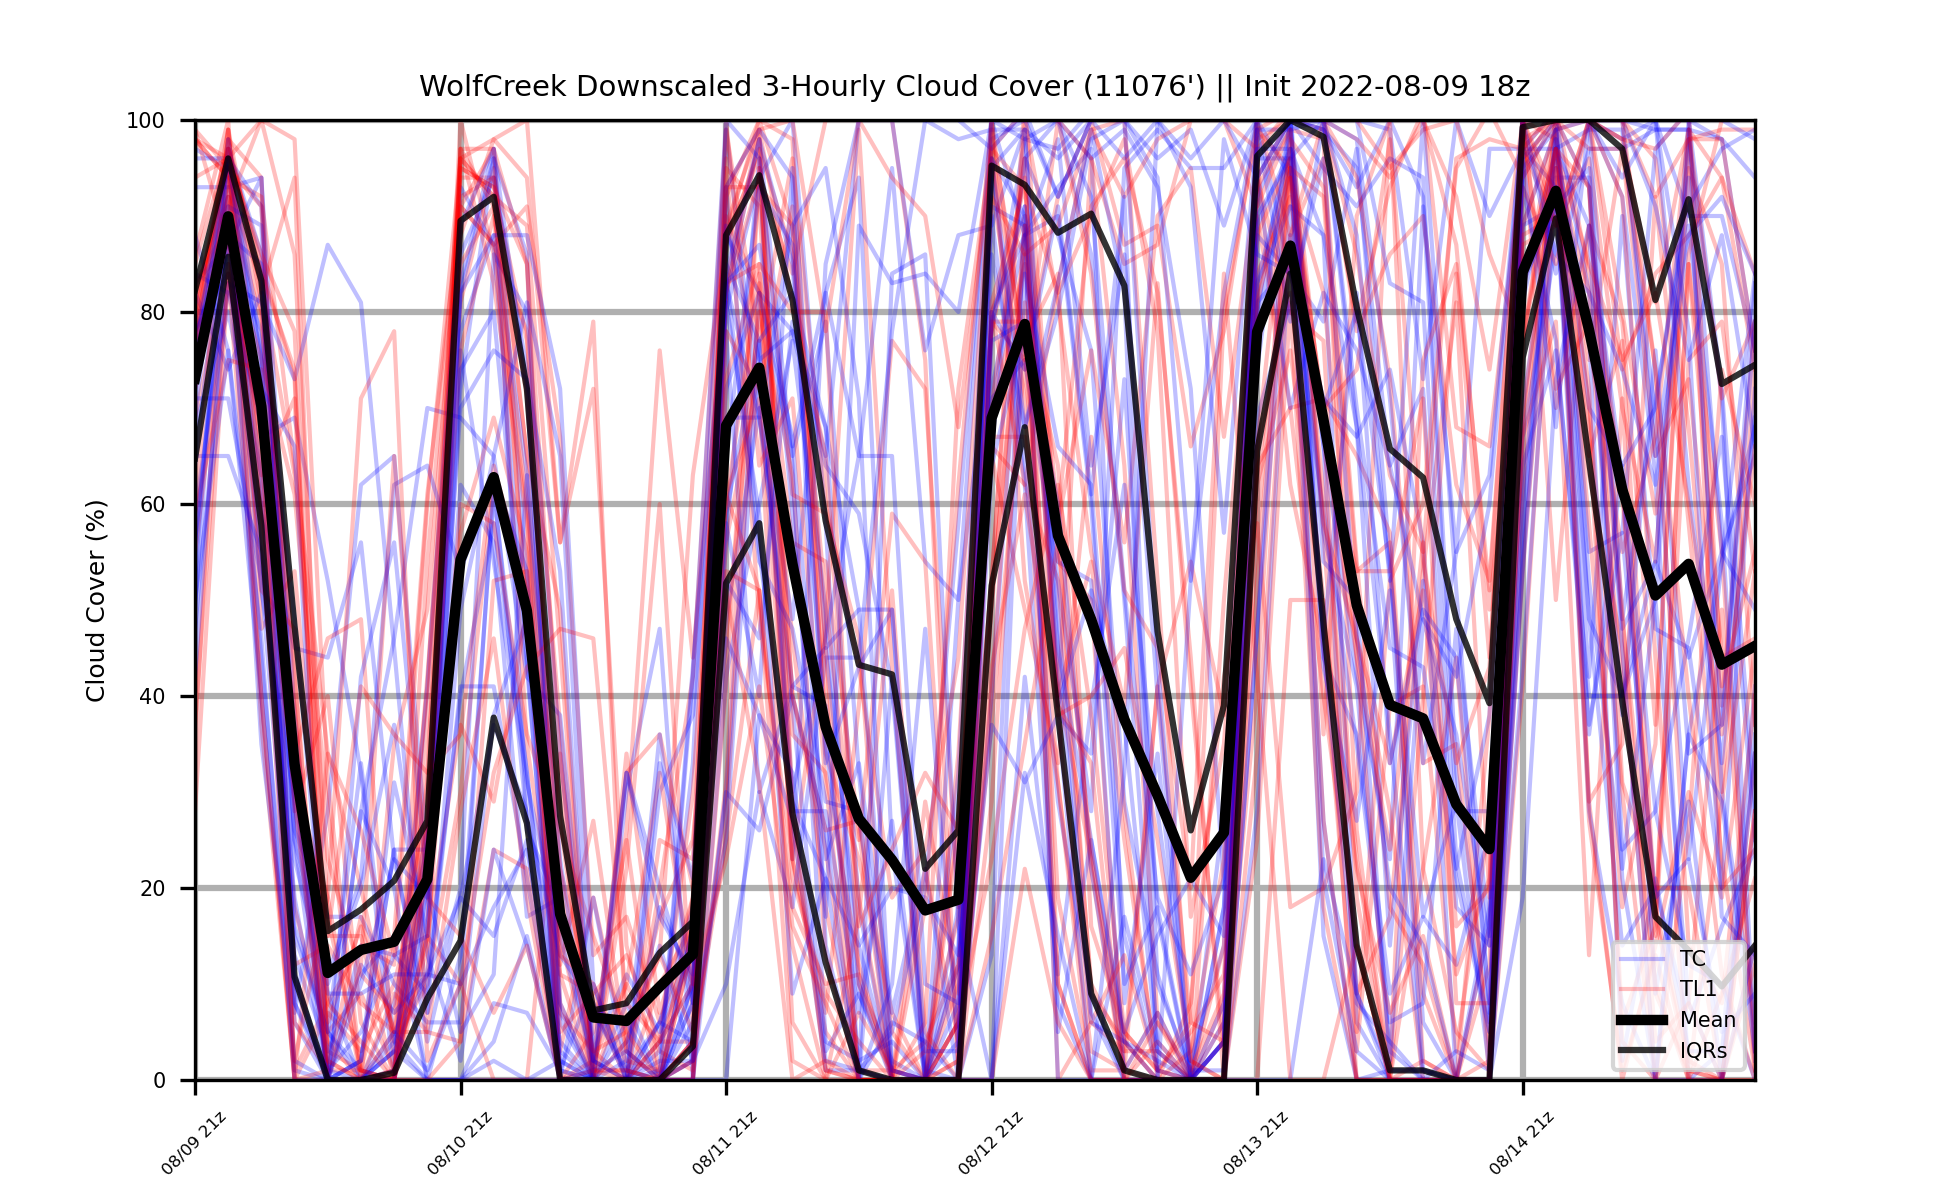 WolfCreek Downscaled 3-Hourly Cloud Cover (11076') || Init 2022-08-09 18z
Cloud Cover (%)
100
80
60
40
20
0
08/09 21z
08/10 21z
08/11 21z
08/12 21z
08/13 21z
08/14 21z
TC
TL1
Mean
IQRs